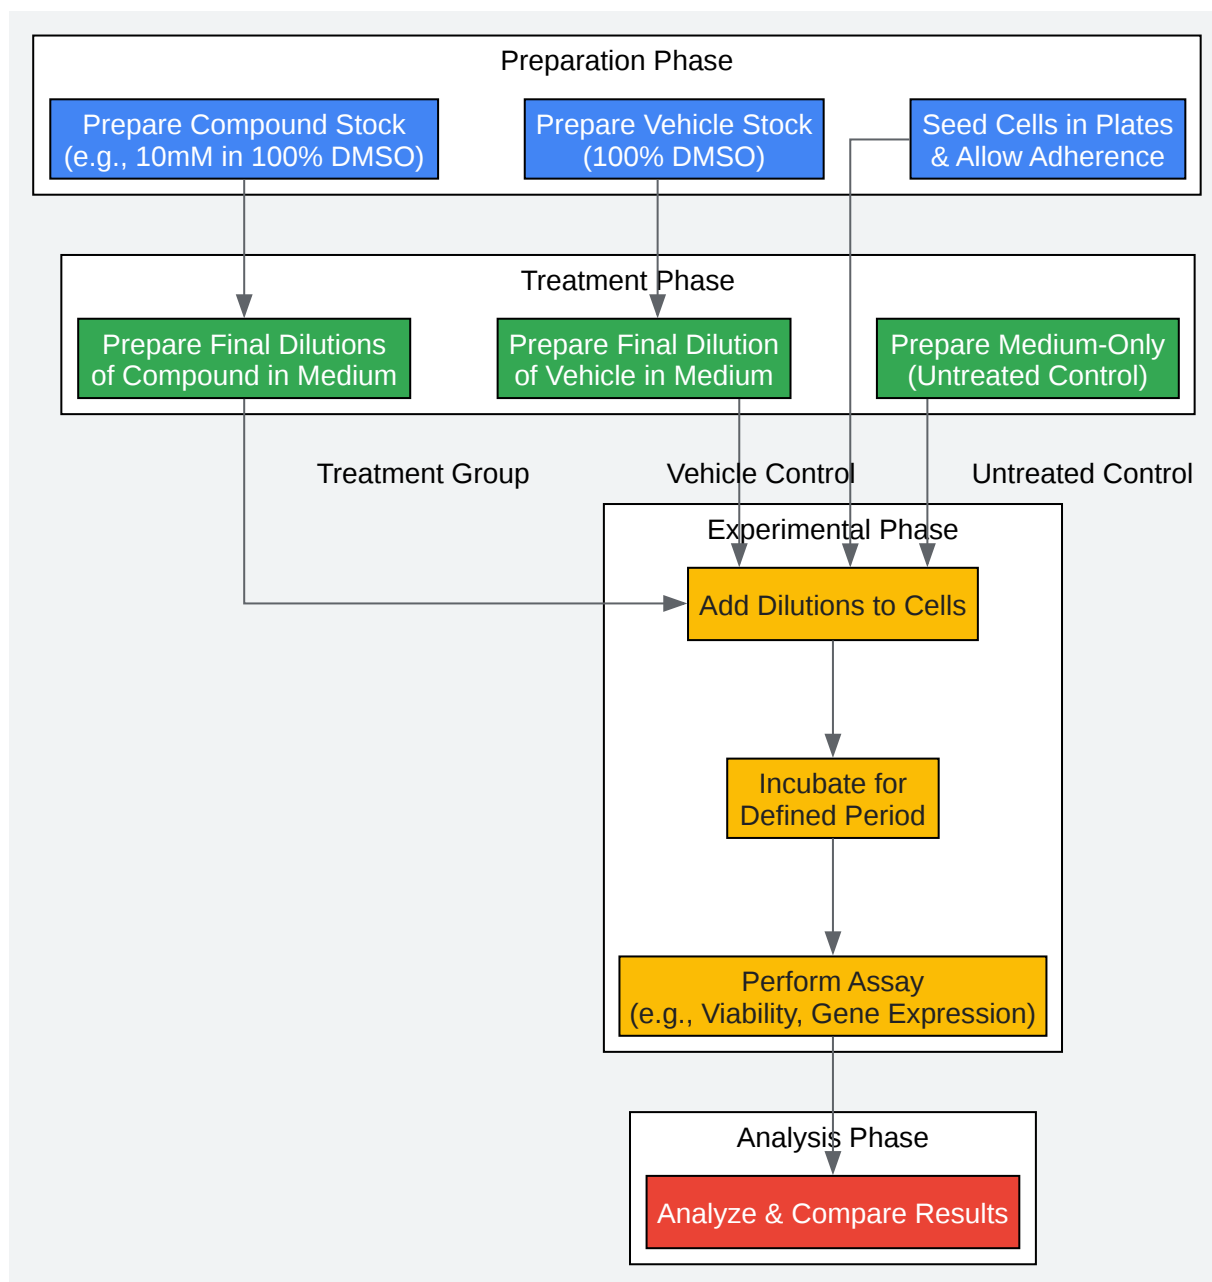 Preparation Phase
Prepare Compound Stock
(e.g., 10mM in 100% DMSO)
Prepare Vehicle Stock
(100% DMSO)
Seed Cells in Plates
& Allow Adherence
Treatment Phase
Prepare Final Dilutions
of Compound in Medium
Prepare Final Dilution
of Vehicle in Medium
Prepare Medium-Only
(Untreated Control)
Treatment Group
Vehicle Control
Untreated Control
Experimental Phase
Add Dilutions to Cells
Incubate for
Defined Period
Perform Assay
(e.g., Viability, Gene Expression)
Analysis Phase
Analyze & Compare Results